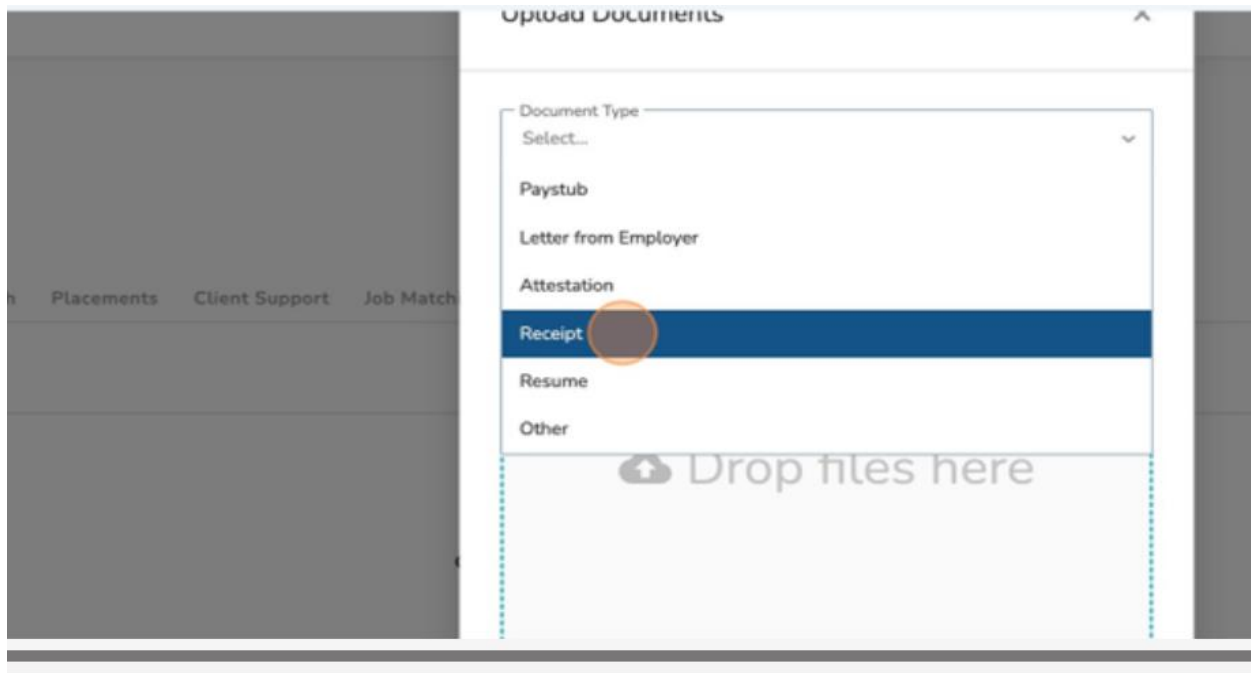 Upload Documents
Document Type
Select...
Paystub
Letter from Employer
Attestation
h Placements Client Support Job Match
Receipt
Resume
Other
Drop files here